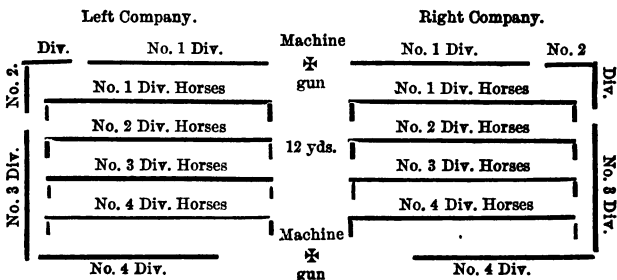 Left Company. Right Company.
Div. No. 1 Div. Machine No. 1 Div. No. 2
gun
No. 2. No. 1 Div. Horses No. 1 Div. Horses Div.
No. 2 Div. Horses No. 2 Div. Horses
12 yds.
No. 3 Div. No. 3 Div. Horses No. 3 Div. Horses No. 3 Div.
No. 4 Div. Horses No. 4 Div. Horses
Machine
No. 4 Div. gun No. 4 Div.